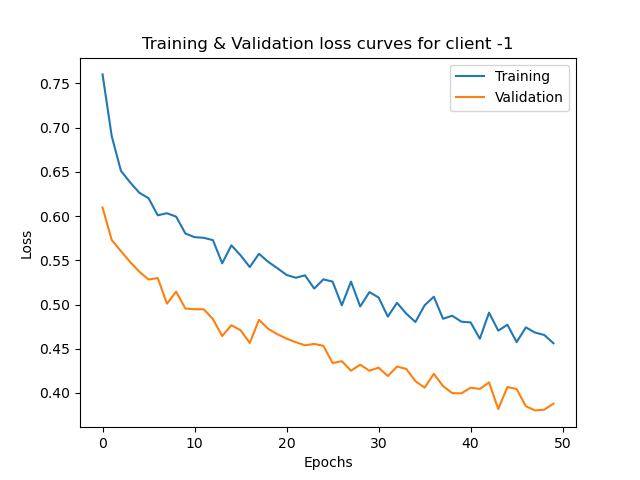 Training & Validation loss curves for client -1
Training
Validation
Loss
0.75
0.70
0.65
0.60
0.55
0.50
0.45
0.40
0 10 20 30 40 50
Epochs